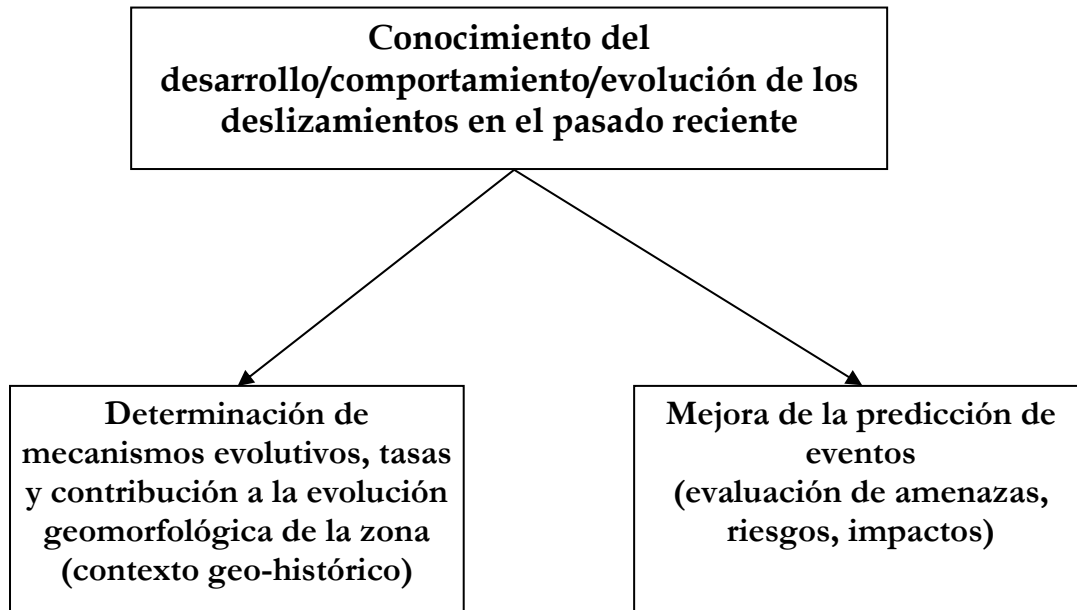 Conocimiento del
desarrollo/comportamiento/evolución de los
deslizamientos en el pasado reciente
Determinación de
mecanismos evolutivos, tasas
y contribución a la evolución
geomorfológica de la zona
(contexto geo-histórico)
Mejora de la predicción de
eventos
(evaluación de amenazas,
riesgos, impactos)